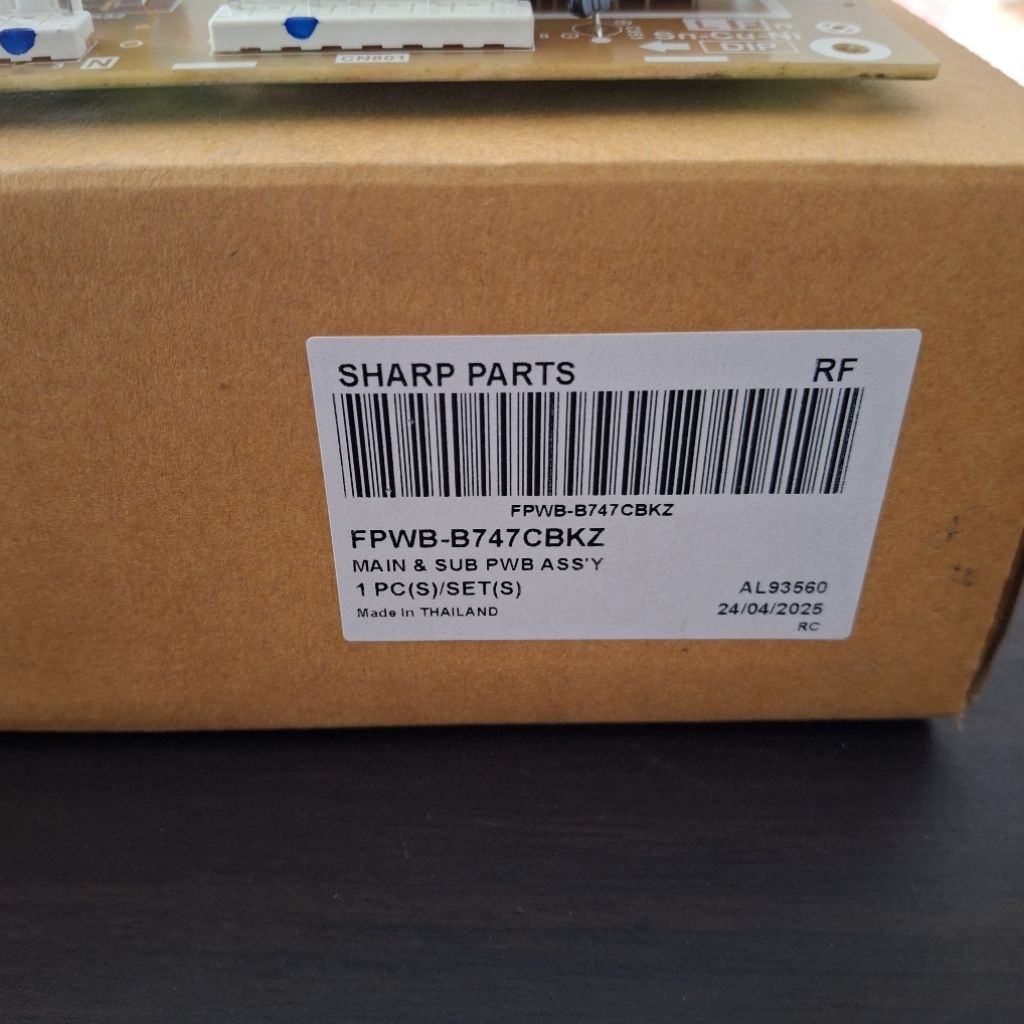 N
CN801
LF
Sn-Cu-Ni
DIP
SHARP PARTS
RF
FPWB-B747CBKZ
FPWB-B747CBKZ
MAIN & SUB PWB ASS'Y
1 PC(S)/SET(S)
AL93560
Made In THAILAND
24/04/2025
RC